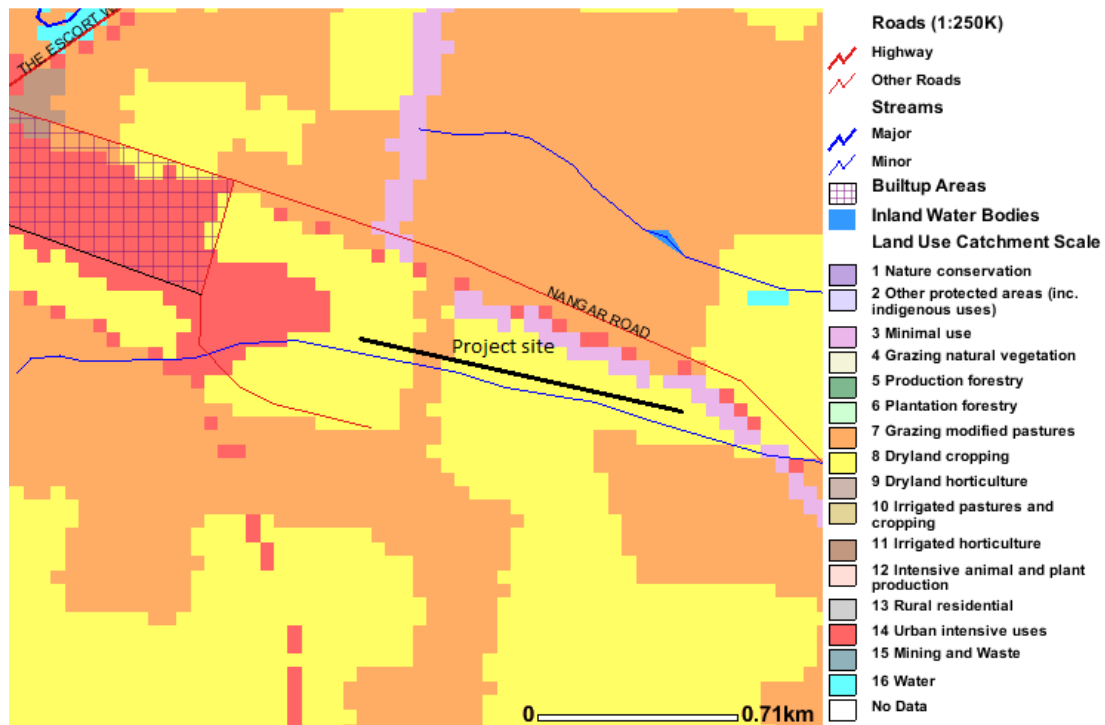 THE ESCORT W
NANGAR ROAD
Project site
0 0.71km
Roads (1:250K)
Highway
Other Roads
Streams
Major
Minor
Builtup Areas
Inland Water Bodies
Land Use Catchment Scale
1 Nature conservation
2 Other protected areas (inc.
indigenous uses)
3 Minimal use
4 Grazing natural vegetation
5 Production forestry
6 Plantation forestry
7 Grazing modified pastures
8 Dryland cropping
9 Dryland horticulture
10 Irrigated pastures and
cropping
11 Irrigated horticulture
12 Intensive animal and plant
production
13 Rural residential
14 Urban intensive uses
15 Mining and Waste
16 Water
No Data